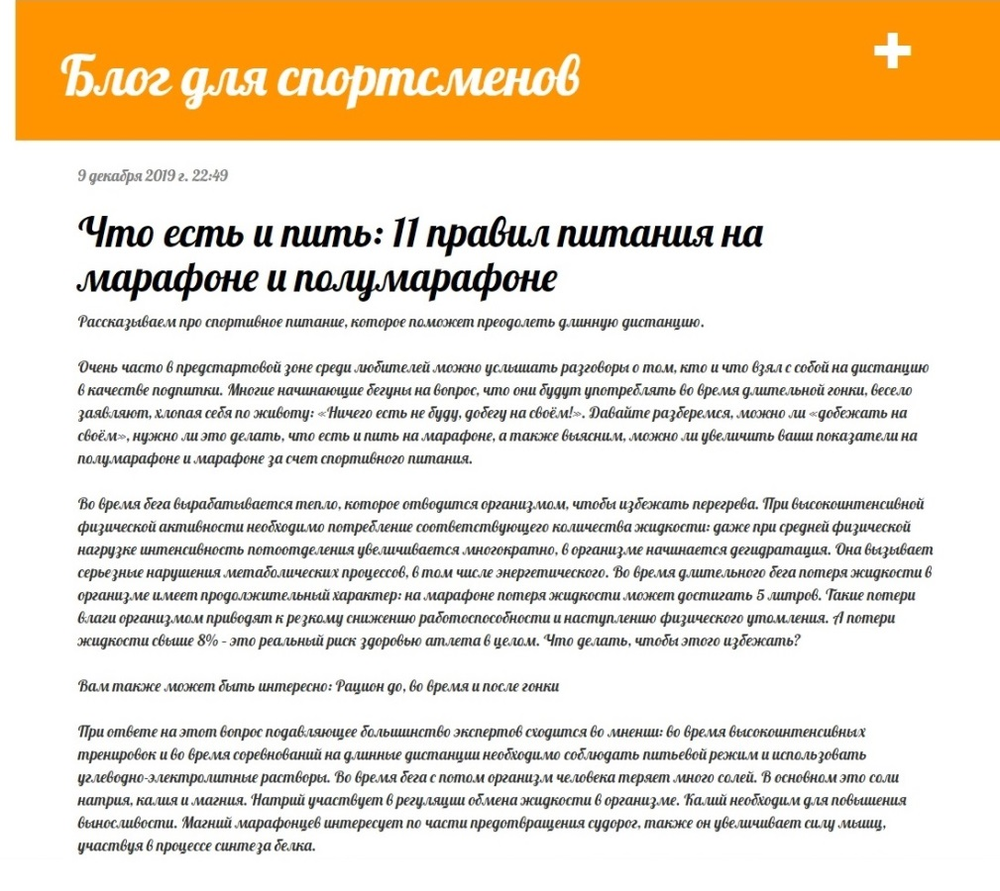 Блог для спортсменов
9 декабря 2019 г. 22:49
Что есть и пить: 11 правил питания на
марафоне и полумарафоне
Рассказываем про спортивное питание, которое поможет преодолеть длинную дистанцию.
Очень часто в предстартовой зоне среди любителей можно услышать разговоры о том, кто и что взял с собой на дистанцию
в качестве подпитки. Многие начинающие бегуны на вопрос, что они будут употреблять во время длительной гонки, весело
заявляют, хлопая себя по животу: «Ничего есть не буду, добегу на своём!». Давайте разберемся, можно ли «добежать на
своём», нужно ли это делать, что есть и пить на марафоне, а также выясним, можно ли увеличить ваши показатели на
полумарафоне и марафоне за счет спортивного питания.
Во время бега вырабатывается тепло, которое отводится организмом, чтобы избежать перегрева. При высокоинтенсивной
физической активности необходимо потребление соответствующего количества жидкости: даже при средней физической
нагрузке интенсивность потоотделения увеличивается многократно, в организме начинается дегидратация. Она вызывает
серьезные нарушения метаболических процессов, в том числе энергетического. Во время длительного бега потеря жидкости в
организме имеет продолжительный характер: на марафоне потеря жидкости может достигать 5 литров. Такие потери
влаги организмом приводят к резкому снижению работоспособности и наступлению физического утомления. А потери
жидкости свыше 8% - это реальный риск здоровью атлета в целом. Что делать, чтобы этого избежать?
Вам также может быть интересно: Рацион до, во время и после гонки
При ответе на этот вопрос подавляющее большинство экспертов сходится во мнении: во время высокоинтенсивных
тренировок и во время соревнований на длинные дистанции необходимо соблюдать питьевой режим и использовать
углеводно-электролитные растворы. Во время бега с потом организм человека теряет много солей. В основном это соли
натрия, калия и магния. Натрий участвует в регуляции обмена жидкости в организме. Калий необходим для повышения
выносливости. Магний марафонцев интересует по части предотвращения судорог, также он увеличивает силу мышц,
участвуя в процессе синтеза белка.